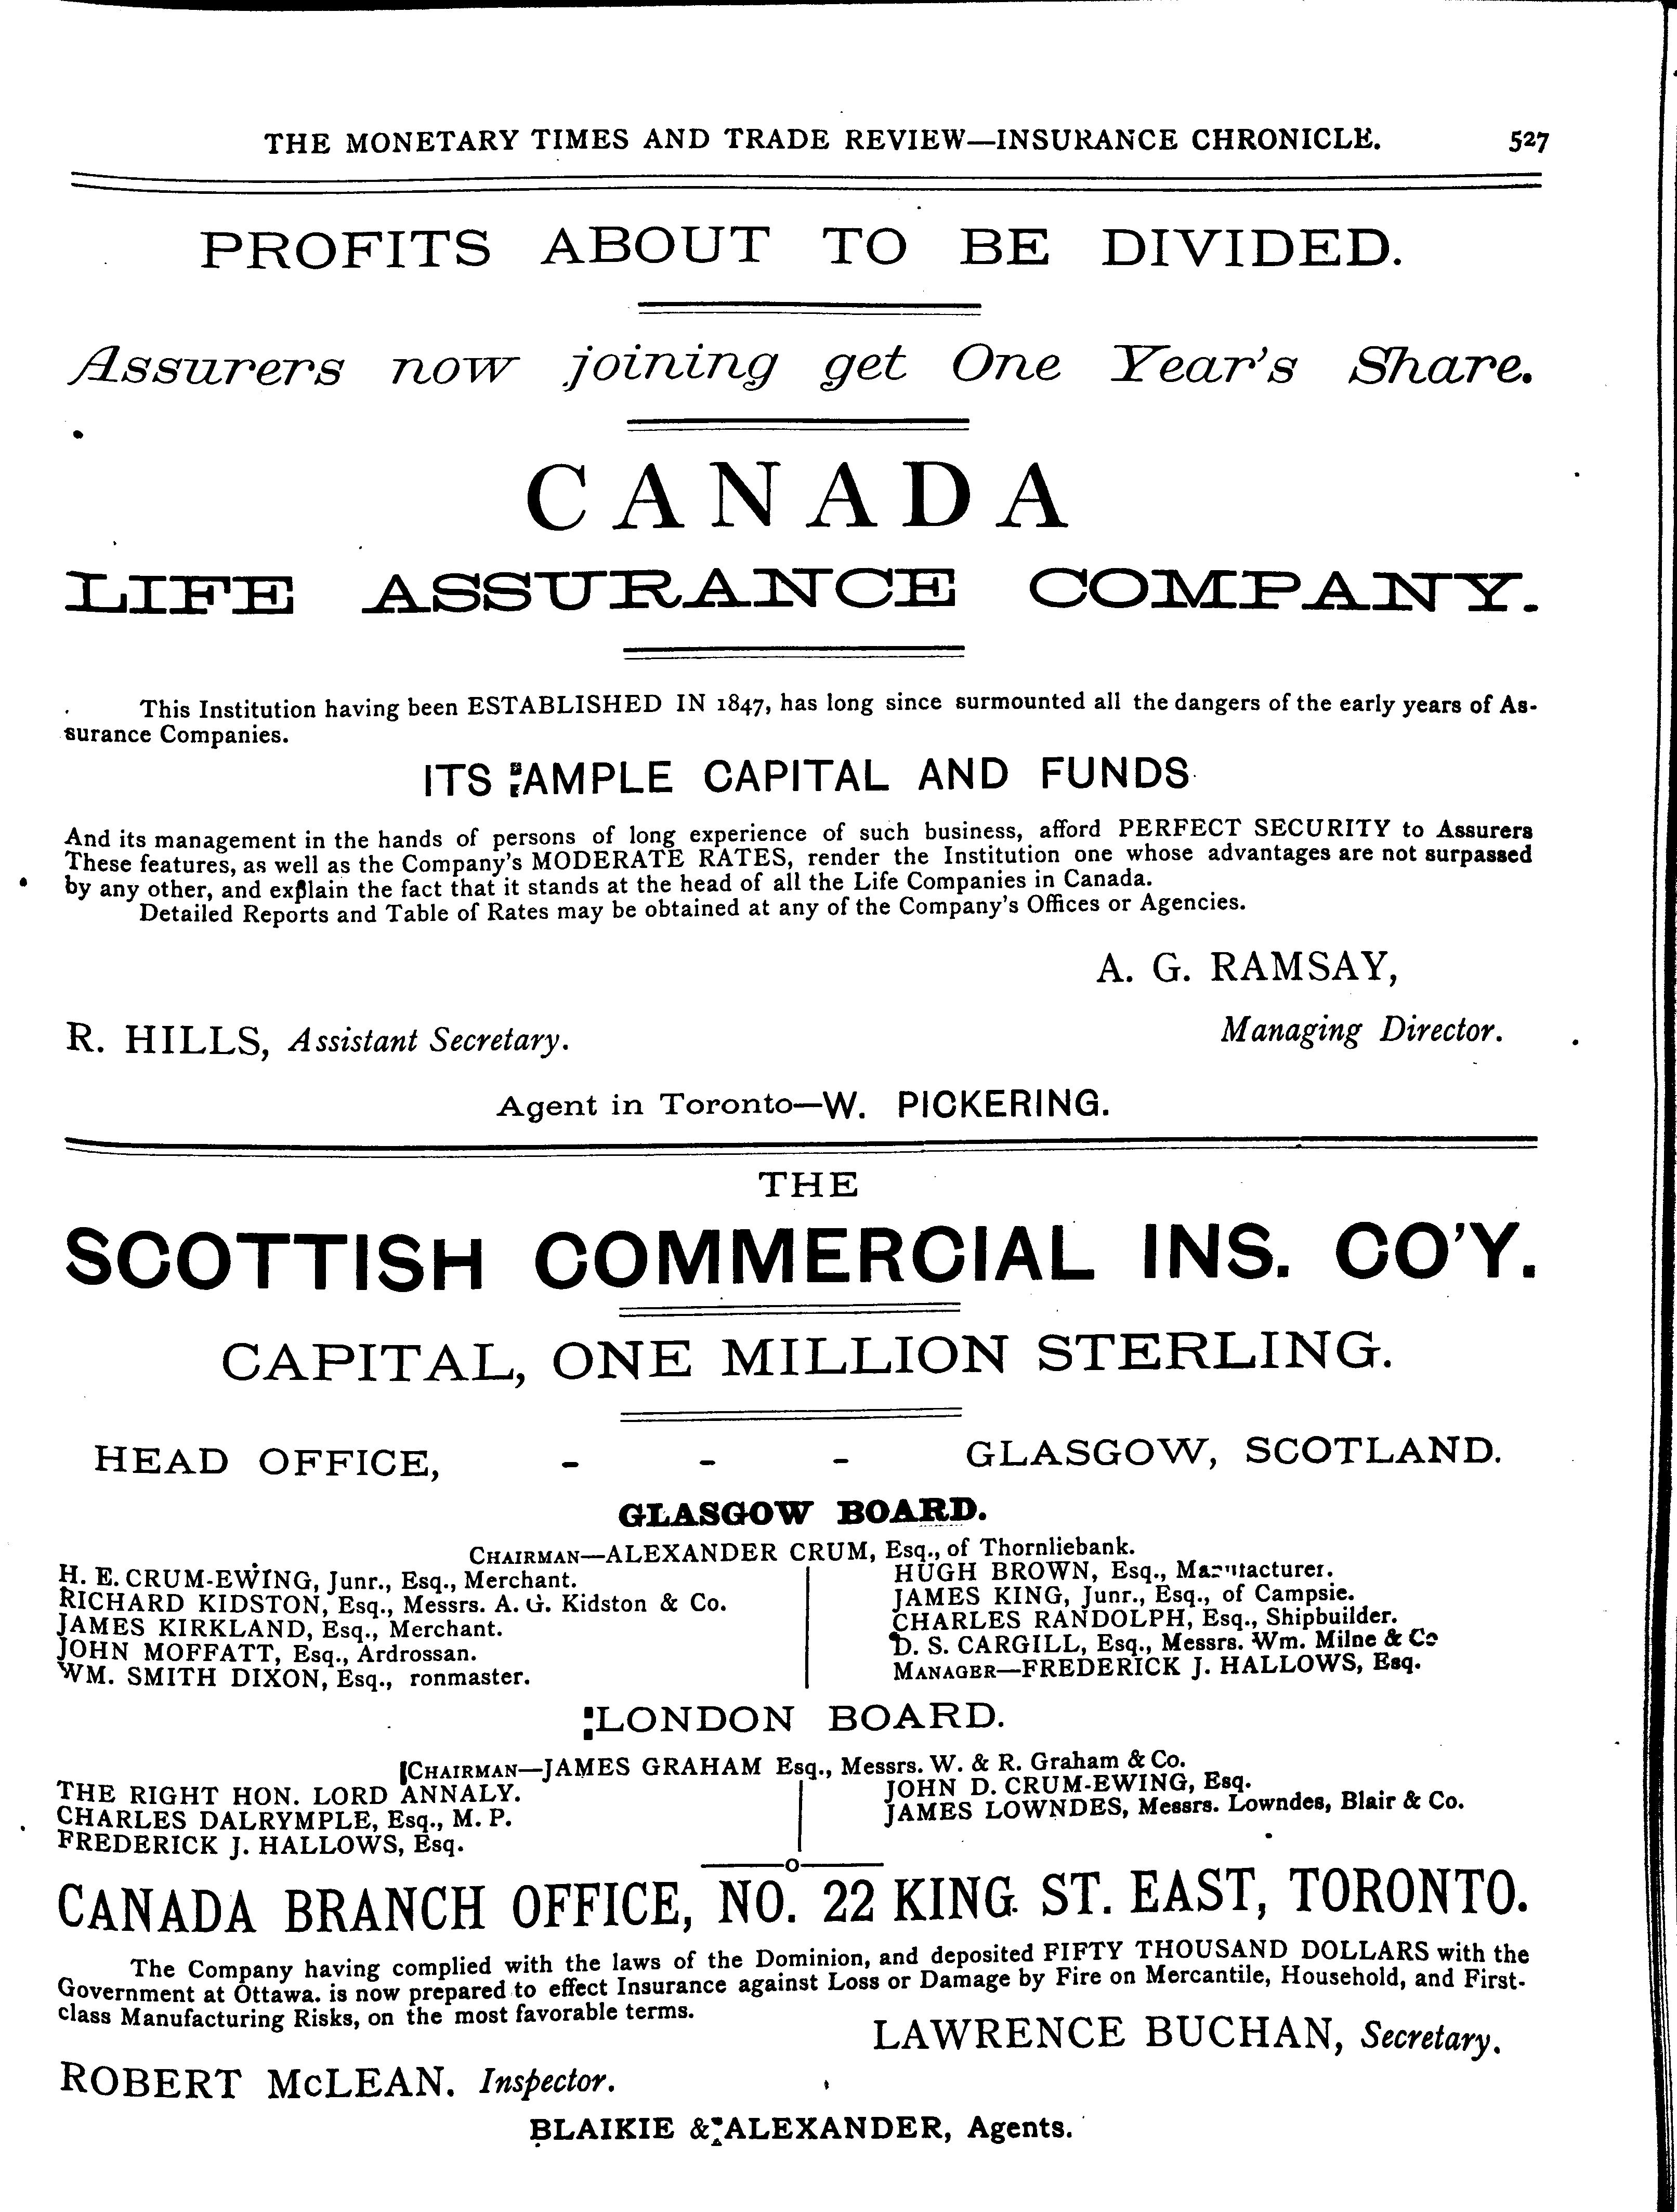 THE MONETARY TIMES AND TRADE REVIEW—INSURANCE CHRONICLE. 527
PROFITS ABOUT TO BE DIVIDED.
Assurers now joining get One Year's Share.
CANADA
LIFE ASSURANCE COMPANY.
This Institution having been ESTABLISHED IN 1847, has long since surmounted all the dangers of the early years of As-
surance Companies.
ITS AMPLE CAPITAL AND FUNDS
And its management in the hands of persons of long experience of such business, afford PERFECT SECURITY to Assurers
These features, as well as the Company's MODERATE RATES, render the Institution one whose advantages are not surpassed
by any other, and explain the fact that it stands at the head of all the Life Companies in Canada.
Detailed Reports and Table of Rates may be obtained at any of the Company's Offices or Agencies.
A. G. RAMSAY,
Managing Director.
R. HILLS, Assistant Secretary.
Agent in Toronto—W. PICKERING.
THE
SCOTTISH COMMERCIAL INS. CO'Y.
CAPITAL, ONE MILLION STERLING.
HEAD OFFICE, - - - GLASGOW, SCOTLAND.
GLASGOW BOARD.
CHAIRMAN—ALEXANDER CRUM, Esq., of Thornliebank.
H. E. CRUM-EWING, Junr., Esq., Merchant.
RICHARD KIDSTON, Esq., Messrs. A. G. Kidston & Co.
JAMES KIRKLAND, Esq., Merchant.
JOHN MOFFATT, Esq., Ardrossan.
WM. SMITH DIXON, Esq., ronmaster.
HUGH BROWN, Esq., Manufacturer.
JAMES KING, Junr., Esq., of Campsie.
CHARLES RANDOLPH, Esq., Shipbuilder.
D. S. CARGILL, Esq., Messrs. Wm. Milne & Co
MANAGER—FREDERICK J. HALLOWS, Esq.
LONDON BOARD.
CHAIRMAN—JAMES GRAHAM Esq., Messrs. W. & R. Graham & Co.
THE RIGHT HON. LORD ANNALY.
CHARLES DALRYMPLE, Esq., M. P.
FREDERICK J. HALLOWS, Esq.
JOHN D. CRUM-EWING, Esq.
JAMES LOWNDES, Messrs. Lowndes, Blair & Co.
CANADA BRANCH OFFICE, NO. 22 KING ST. EAST, TORONTO.
The Company having complied with the laws of the Dominion, and deposited FIFTY THOUSAND DOLLARS with the
Government at Ottawa. is now prepared to effect Insurance against Loss or Damage by Fire on Mercantile, Household, and First-
class Manufacturing Risks, on the most favorable terms.
LAWRENCE BUCHAN, Secretary.
ROBERT McLEAN. Inspector.
BLAIKIE & ALEXANDER, Agents.